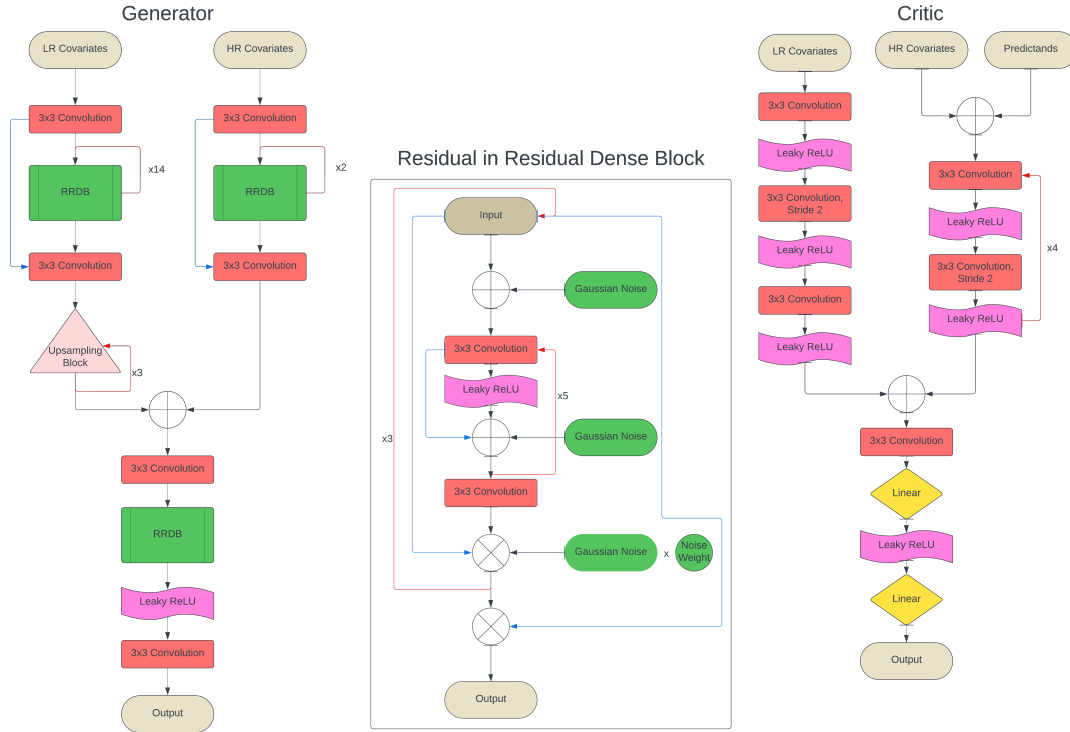 Generator
LR Covariates
HR Covariates
3x3 Convolution
3x3 Convolution
x14
x2
RRDB
RRDB
3x3 Convolution
3x3 Convolution
Upsampling
Block
x3
3x3 Convolution
RRDB
Leaky ReLU
3x3 Convolution
Output
Residual in Residual Dense Block
Input
Gaussian Noise
3x3 Convolution
Leaky ReLU
x5
x3
Gaussian Noise
3x3 Convolution
Gaussian Noise
x
Noise
Weight
Output
Critic
LR Covariates
HR Covariates
Predictands
3x3 Convolution
Leaky ReLU
3x3 Convolution,
Stride 2
Leaky ReLU
3x3 Convolution
Leaky ReLU
3x3 Convolution
Leaky ReLU
x4
3x3 Convolution,
Stride 2
Leaky ReLU
3x3 Convolution
Linear
Leaky ReLU
Linear
Output